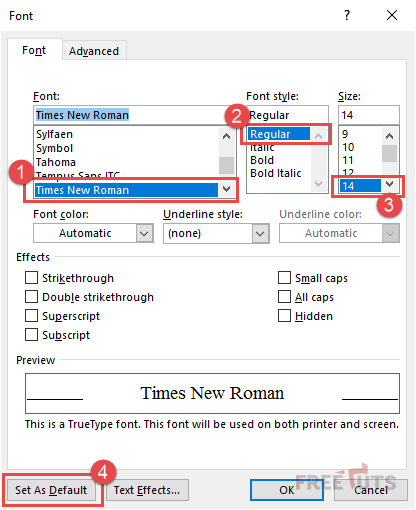 Font
? ×
Font Advanced
Font: Font style: Size:
Times New Roman Regular 14
Sylfaen
Symbol
Tahoma
Tempus Sans ITC
Times New Roman
Regular
Italic
Bold
Bold Italic
9
10
11
12
14
1
2
3
Font color: Underline style: Underline color:
Automatic (none) Automatic
Effects
Strikethrough Small caps
Double strikethrough All caps
Superscript Hidden
Subscript
Preview
Times New Roman
This is a TrueType font. This font will be used on both printer and screen.
4
Set As Default Text Effects... OK Cancel
FREETUTS